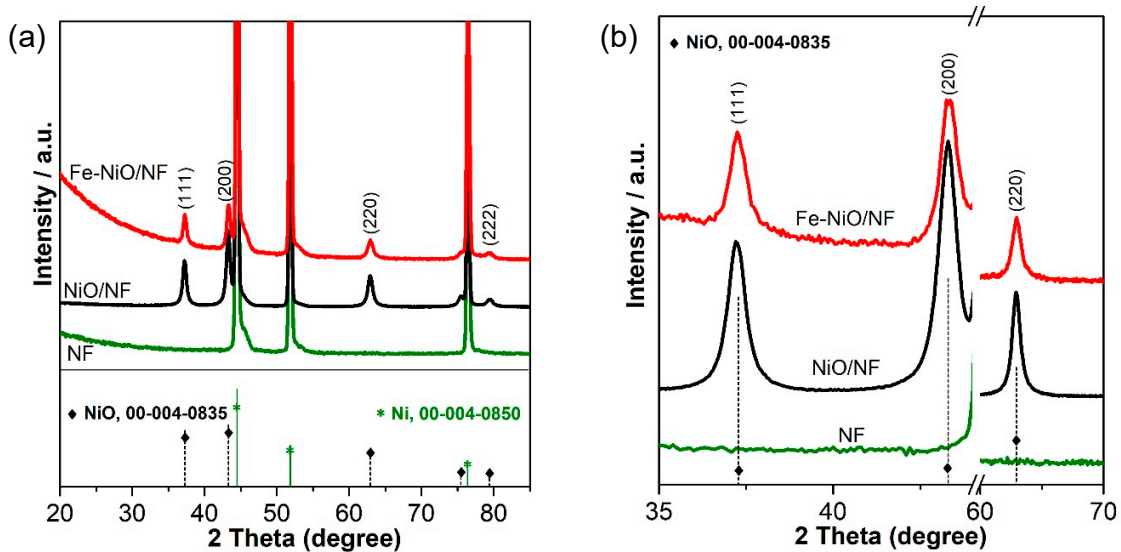 (a)
Intensity / a.u.
Fe-NiO/NF
NiO/NF
NF
(111)
(200)
(220)
(222)
♦ NiO, 00-004-0835
* Ni, 00-004-0850
20 30 40 50 60 70 80
2 Theta (degree)
(b)
Intensity / a.u.
♦ NiO, 00-004-0835
(111)
(200)
(220)
Fe-NiO/NF
NiO/NF
NF
35 40 60 70
2 Theta (degree)